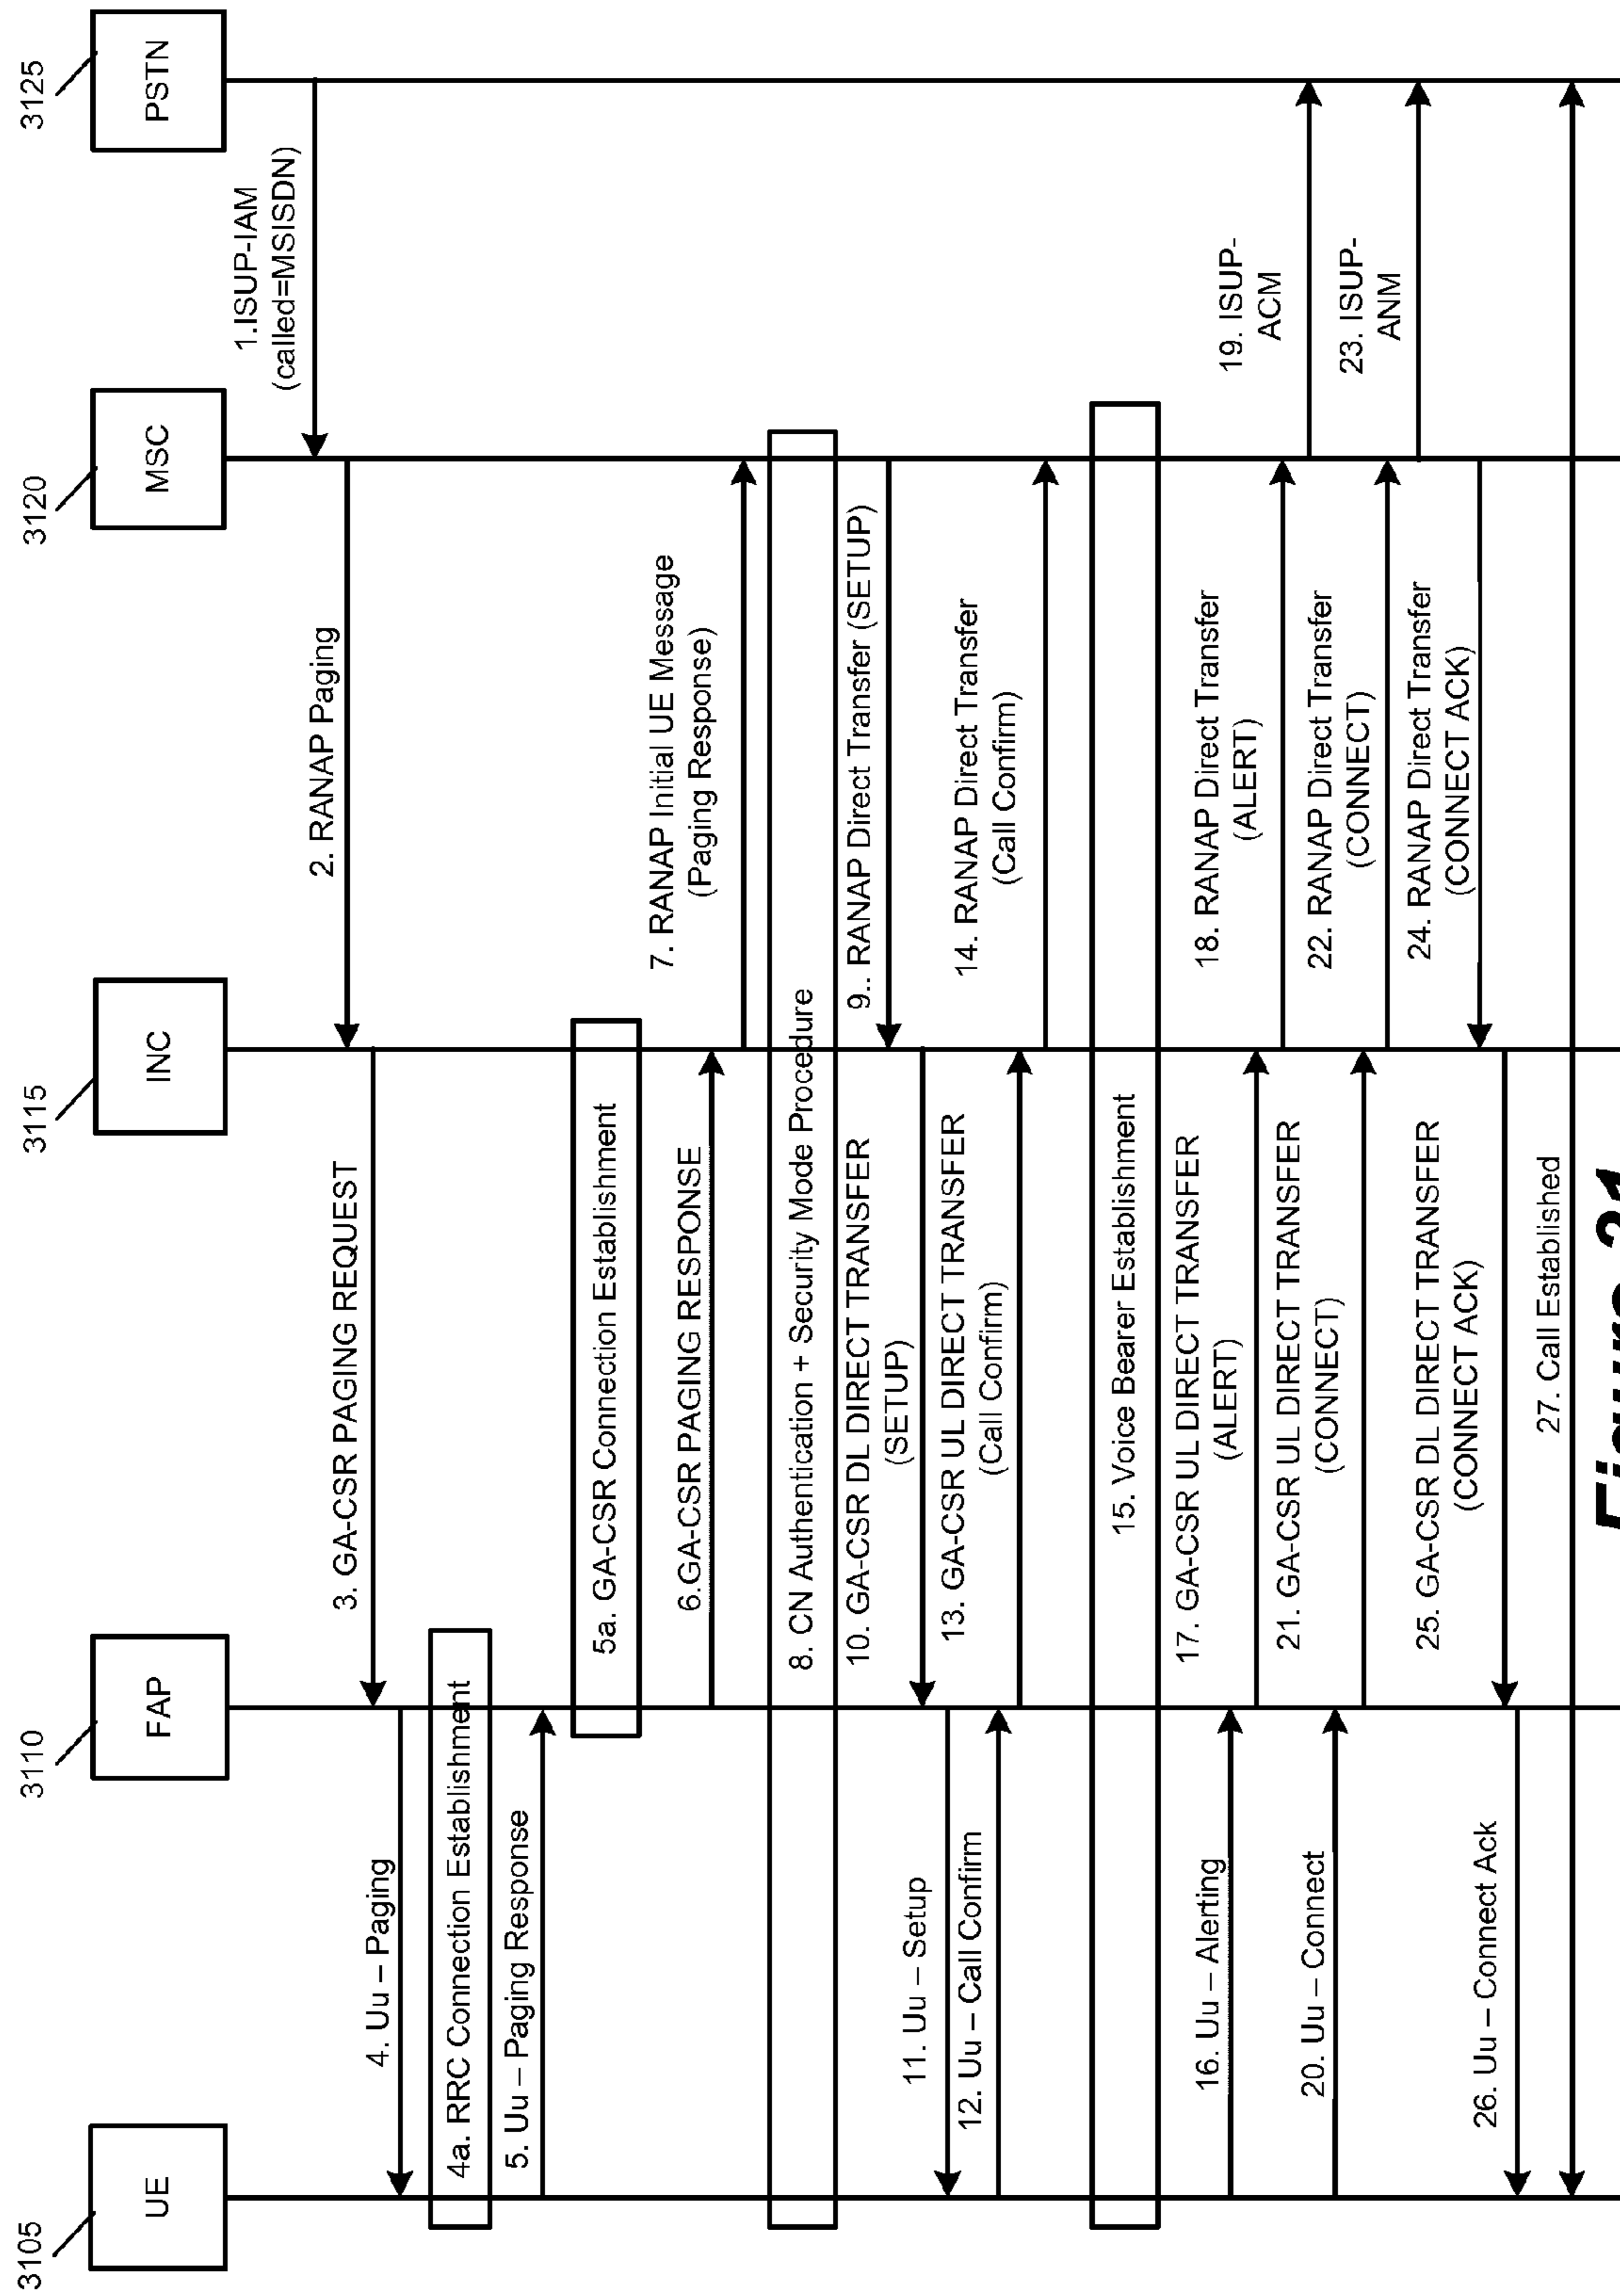 3105
3110
3115
3120
3125
UE
FAP
INC
MSC
PSTN
1.ISUP-IAM
(called=MSISDN)
2. RANAP Paging
3. GA-CSR PAGING REQUEST
4. Uu – Paging
4a. RRC Connection Establishment
5. Uu – Paging Response
5a. GA-CSR Connection Establishment
6.GA-CSR PAGING RESPONSE
7. RANAP Initial UE Message
(Paging Response)
8. CN Authentication + Security Mode Procedure
9.. RANAP Direct Transfer (SETUP)
10. GA-CSR DL DIRECT TRANSFER
(SETUP)
11. Uu – Setup
12. Uu – Call Confirm
13. GA-CSR UL DIRECT TRANSFER
(Call Confirm)
14. RANAP Direct Transfer
(Call Confirm)
15. Voice Bearer Establishment
16. Uu – Alerting
17. GA-CSR UL DIRECT TRANSFER
(ALERT)
18. RANAP Direct Transfer
(ALERT)
19. ISUP-
ACM
20. Uu – Connect
21. GA-CSR UL DIRECT TRANSFER
(CONNECT)
22. RANAP Direct Transfer
(CONNECT)
23. ISUP-
ANM
24. RANAP Direct Transfer
(CONNECT ACK)
25. GA-CSR DL DIRECT TRANSFER
(CONNECT ACK)
26. Uu – Connect Ack
27. Call Established
Figure 31